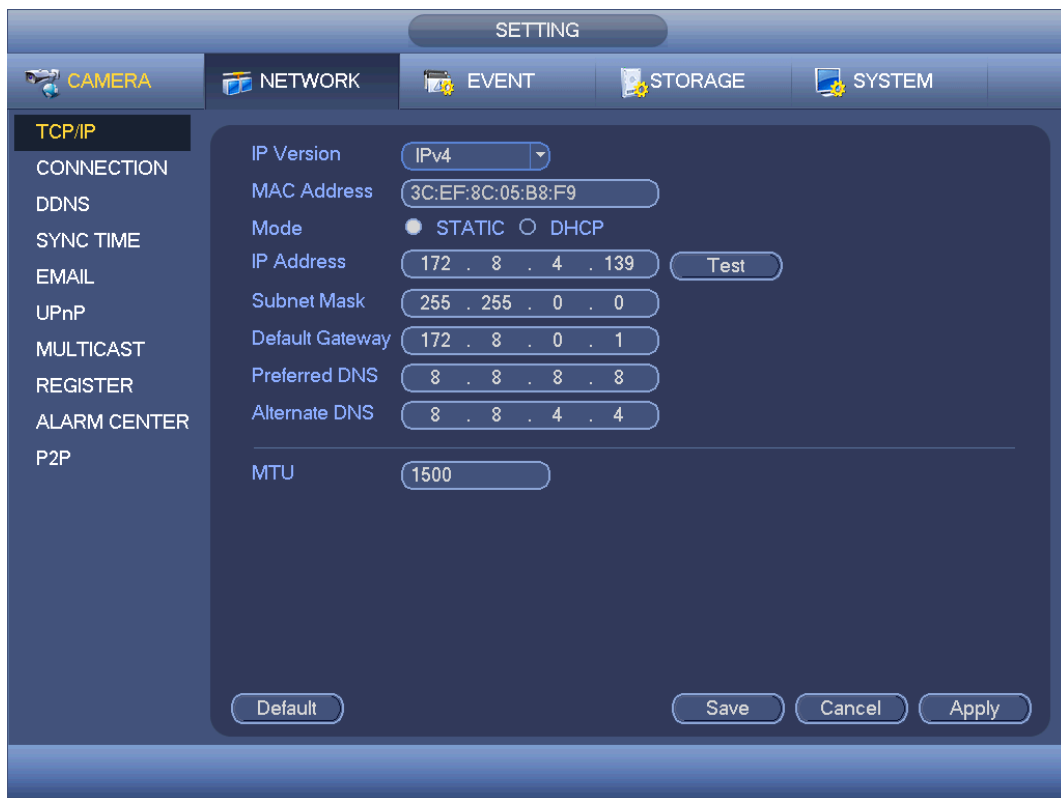 SETTING
CAMERA NETWORK EVENT STORAGE SYSTEM
TCP/IP
CONNECTION
DDNS
SYNC TIME
EMAIL
UPnP
MULTICAST
REGISTER
ALARM CENTER
P2P
IP Version IPv4
MAC Address 3C:EF:8C:05:B8:F9
Mode STATIC DHCP
IP Address 172 . 8 . 4 . 139 Test
Subnet Mask 255 . 255 . 0 . 0
Default Gateway 172 . 8 . 0 . 1
Preferred DNS 8 . 8 . 8 . 8
Alternate DNS 8 . 8 . 4 . 4
MTU 1500
Default Save Cancel Apply